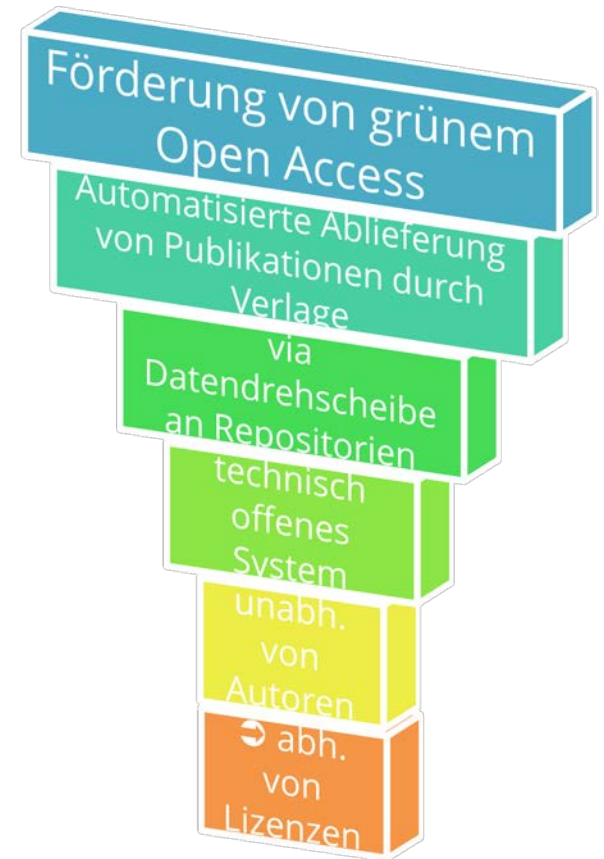 Förderung von grünem
Open Access
Automatisierte Ablieferung
von Publikationen durch
Verlage
via
Datendrehscheibe
an Repositorien
technisch
offenes
System
unabh.
von
Autoren
➲ abh.
von
Lizenzen